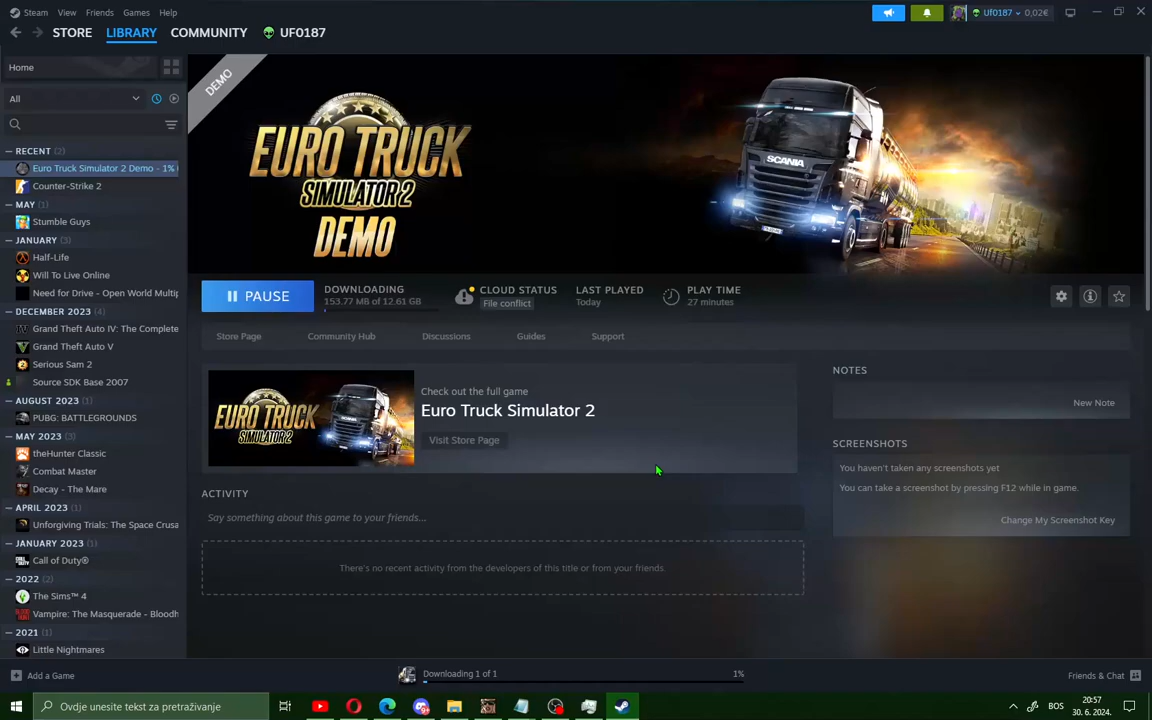 Steam View Friends Games Help
Uf0187 0,02€
STORE LIBRARY COMMUNITY UF0187
Home
All
RECENT (2)
Euro Truck Simulator 2 Demo - 1%
Counter-Strike 2
MAY (1)
Stumble Guys
JANUARY (3)
Half-Life
Will To Live Online
Need for Drive - Open World Multip
DECEMBER 2023 (4)
Grand Theft Auto IV: The Complete
Grand Theft Auto V
Serious Sam 2
Source SDK Base 2007
AUGUST 2023 (1)
PUBG: BATTLEGROUNDS
MAY 2023 (3)
theHunter Classic
Combat Master
Decay - The Mare
APRIL 2023 (1)
Unforgiving Trials: The Space Crusa
JANUARY 2023 (1)
Call of Duty®
2022 (2)
The Sims™ 4
Vampire: The Masquerade - Bloodh
2021 (1)
Little Nightmares
Add a Game
DEMO
EURO TRUCK
SIMULATOR 2
DEMO
SCANIA
PAUSE
DOWNLOADING
153.77 MB of 12.61 GB
CLOUD STATUS
File conflict
LAST PLAYED
Today
PLAY TIME
27 minutes
Store Page Community Hub Discussions Guides Support
EURO TRUCK
SIMULATOR 2
Check out the full game
Euro Truck Simulator 2
Visit Store Page
ACTIVITY
Say something about this game to your friends...
There's no recent activity from the developers of this title or from your friends.
NOTES
New Note
SCREENSHOTS
You haven't taken any screenshots yet
You can take a screenshot by pressing F12 while in game.
Change My Screenshot Key
Downloading 1 of 1 1%
Friends & Chat
Ovdje unesite tekst za pretraživanje
BOS
20:57
30. 6. 2024.